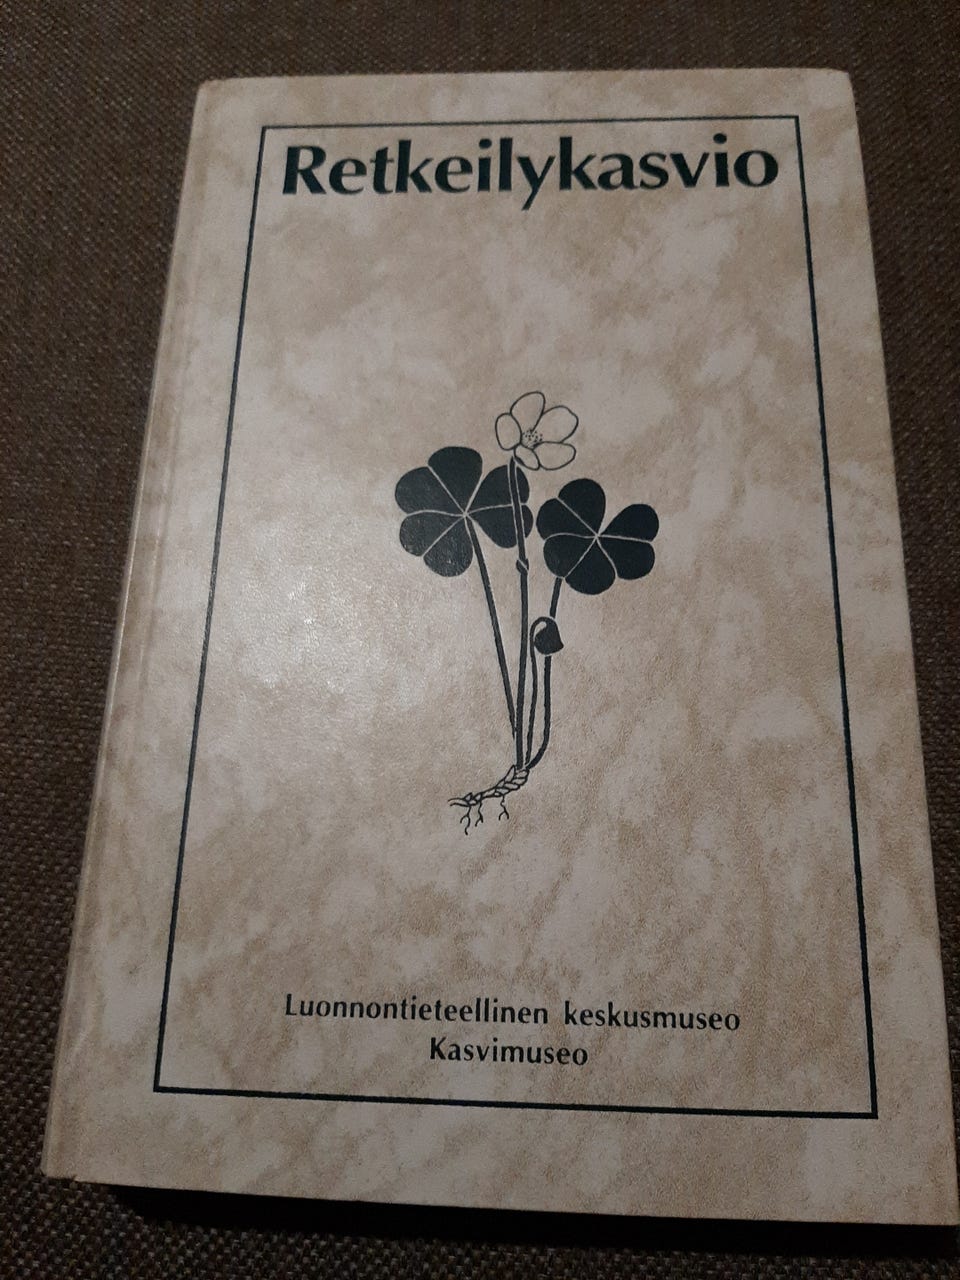 Retkeilykasvio
Luonnontieteellinen keskusmuseo
Kasvimuseo